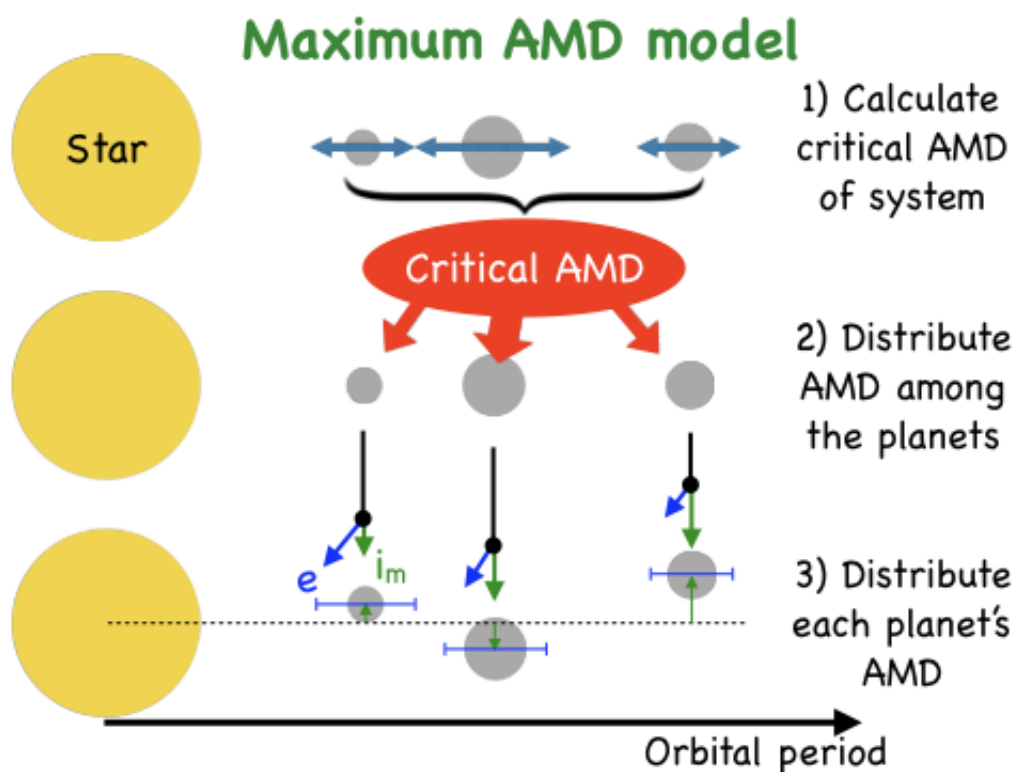 Maximum AMD model
Star
1) Calculate
critical AMD
of system
Critical AMD
2) Distribute
AMD among
the planets
e
iₘ
3) Distribute
each planet's
AMD
Orbital period